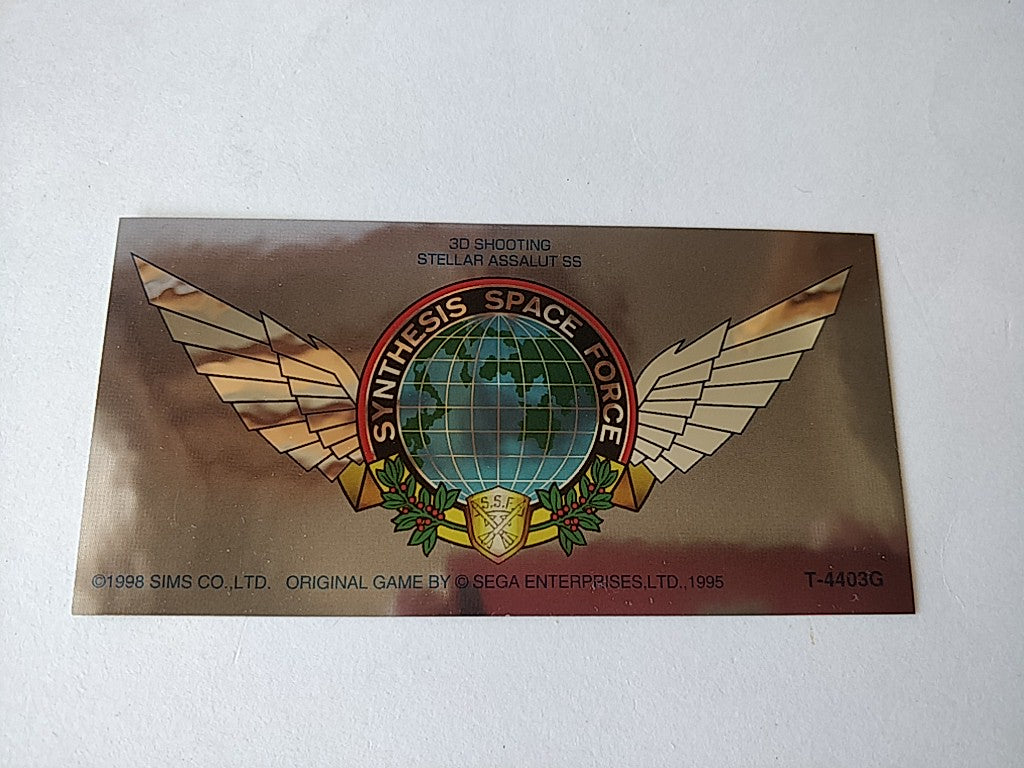 3D SHOOTING
STELLAR ASSALUT SS
SYNTHESIS SPACE FORCE
S.S.F.
©1998 SIMS CO.,LTD. ORIGINAL GAME BY © SEGA ENTERPRISES,LTD.,1995
T-4403G